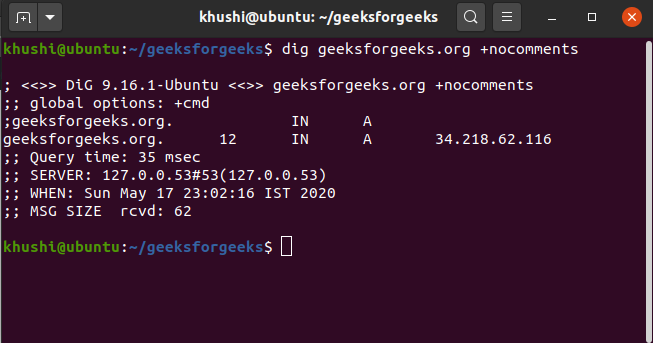 khushi@ubuntu: ~/geeksforgeeks
khushi@ubuntu:~/geeksforgeeks$ dig geeksforgeeks.org +nocomments

; <<>> DiG 9.16.1-Ubuntu <<>> geeksforgeeks.org +nocomments
;; global options: +cmd
;geeksforgeeks.org.		IN	A
geeksforgeeks.org.	12	IN	A	34.218.62.116
;; Query time: 35 msec
;; SERVER: 127.0.0.53#53(127.0.0.53)
;; WHEN: Sun May 17 23:02:16 IST 2020
;; MSG SIZE  rcvd: 62

khushi@ubuntu:~/geeksforgeeks$